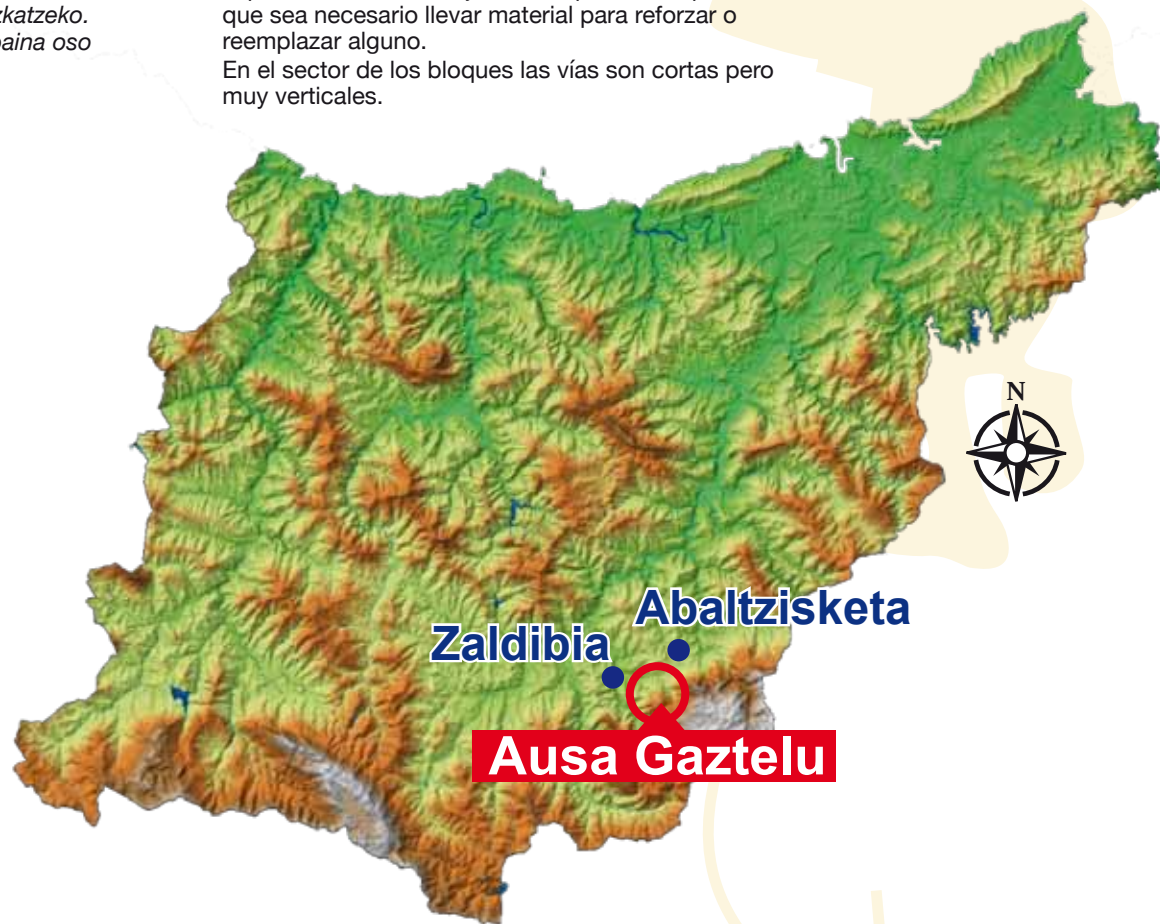 zkatzeko.
baina oso
que sea necesario llevar material para reforzar o
reemplazar alguno.
En el sector de los bloques las vías son cortas pero
muy verticales.
N
Abaltzisketa
Zaldibia
Ausa Gaztelu